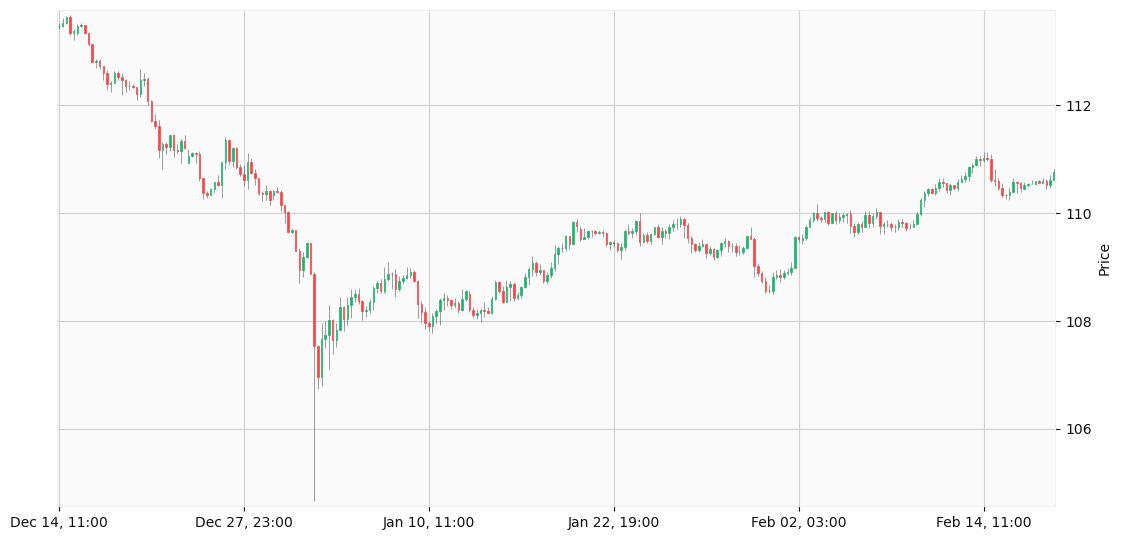 112
110
108
106
Price
Dec 14, 11:00
Dec 27, 23:00
Jan 10, 11:00
Jan 22, 19:00
Feb 02, 03:00
Feb 14, 11:00